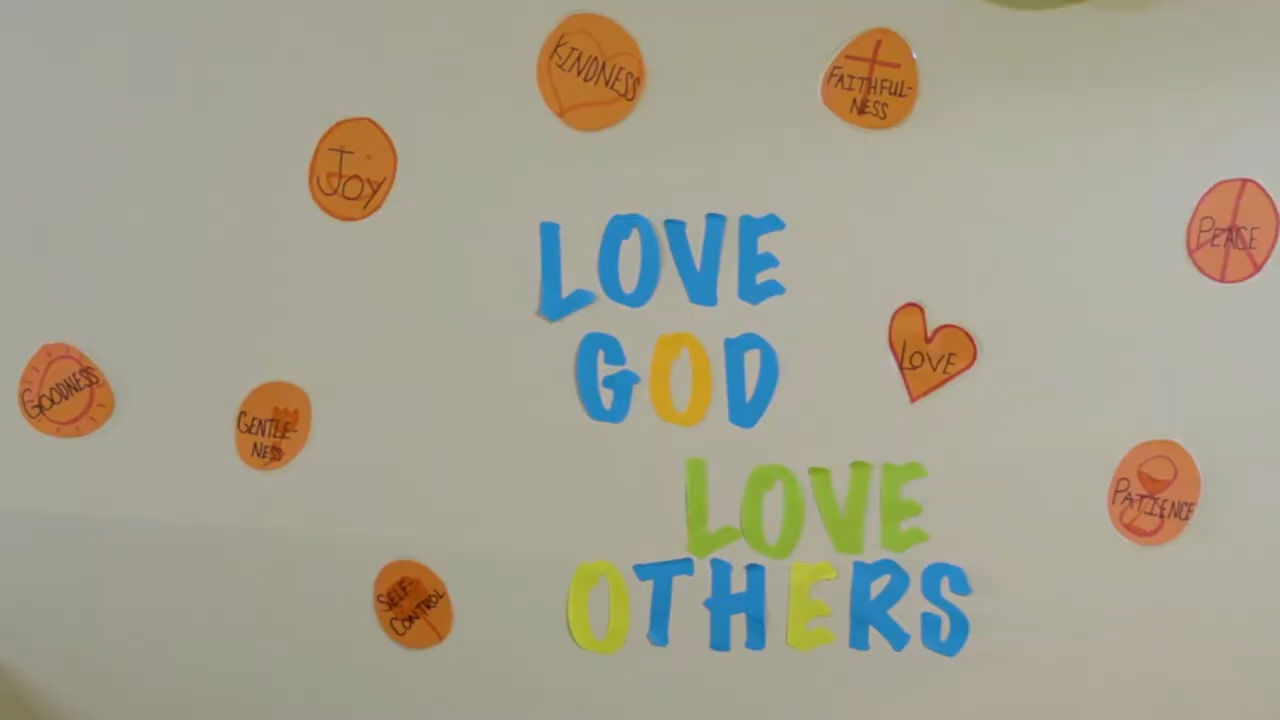 KINDNESS
FAITHFUL-
NESS
JOY
PEACE
LOVE
GOD
LOVE
GOODNESS
GENTLE-
NESS
LOVE
OTHERS
PATIENCE
SELF-
CONTROL